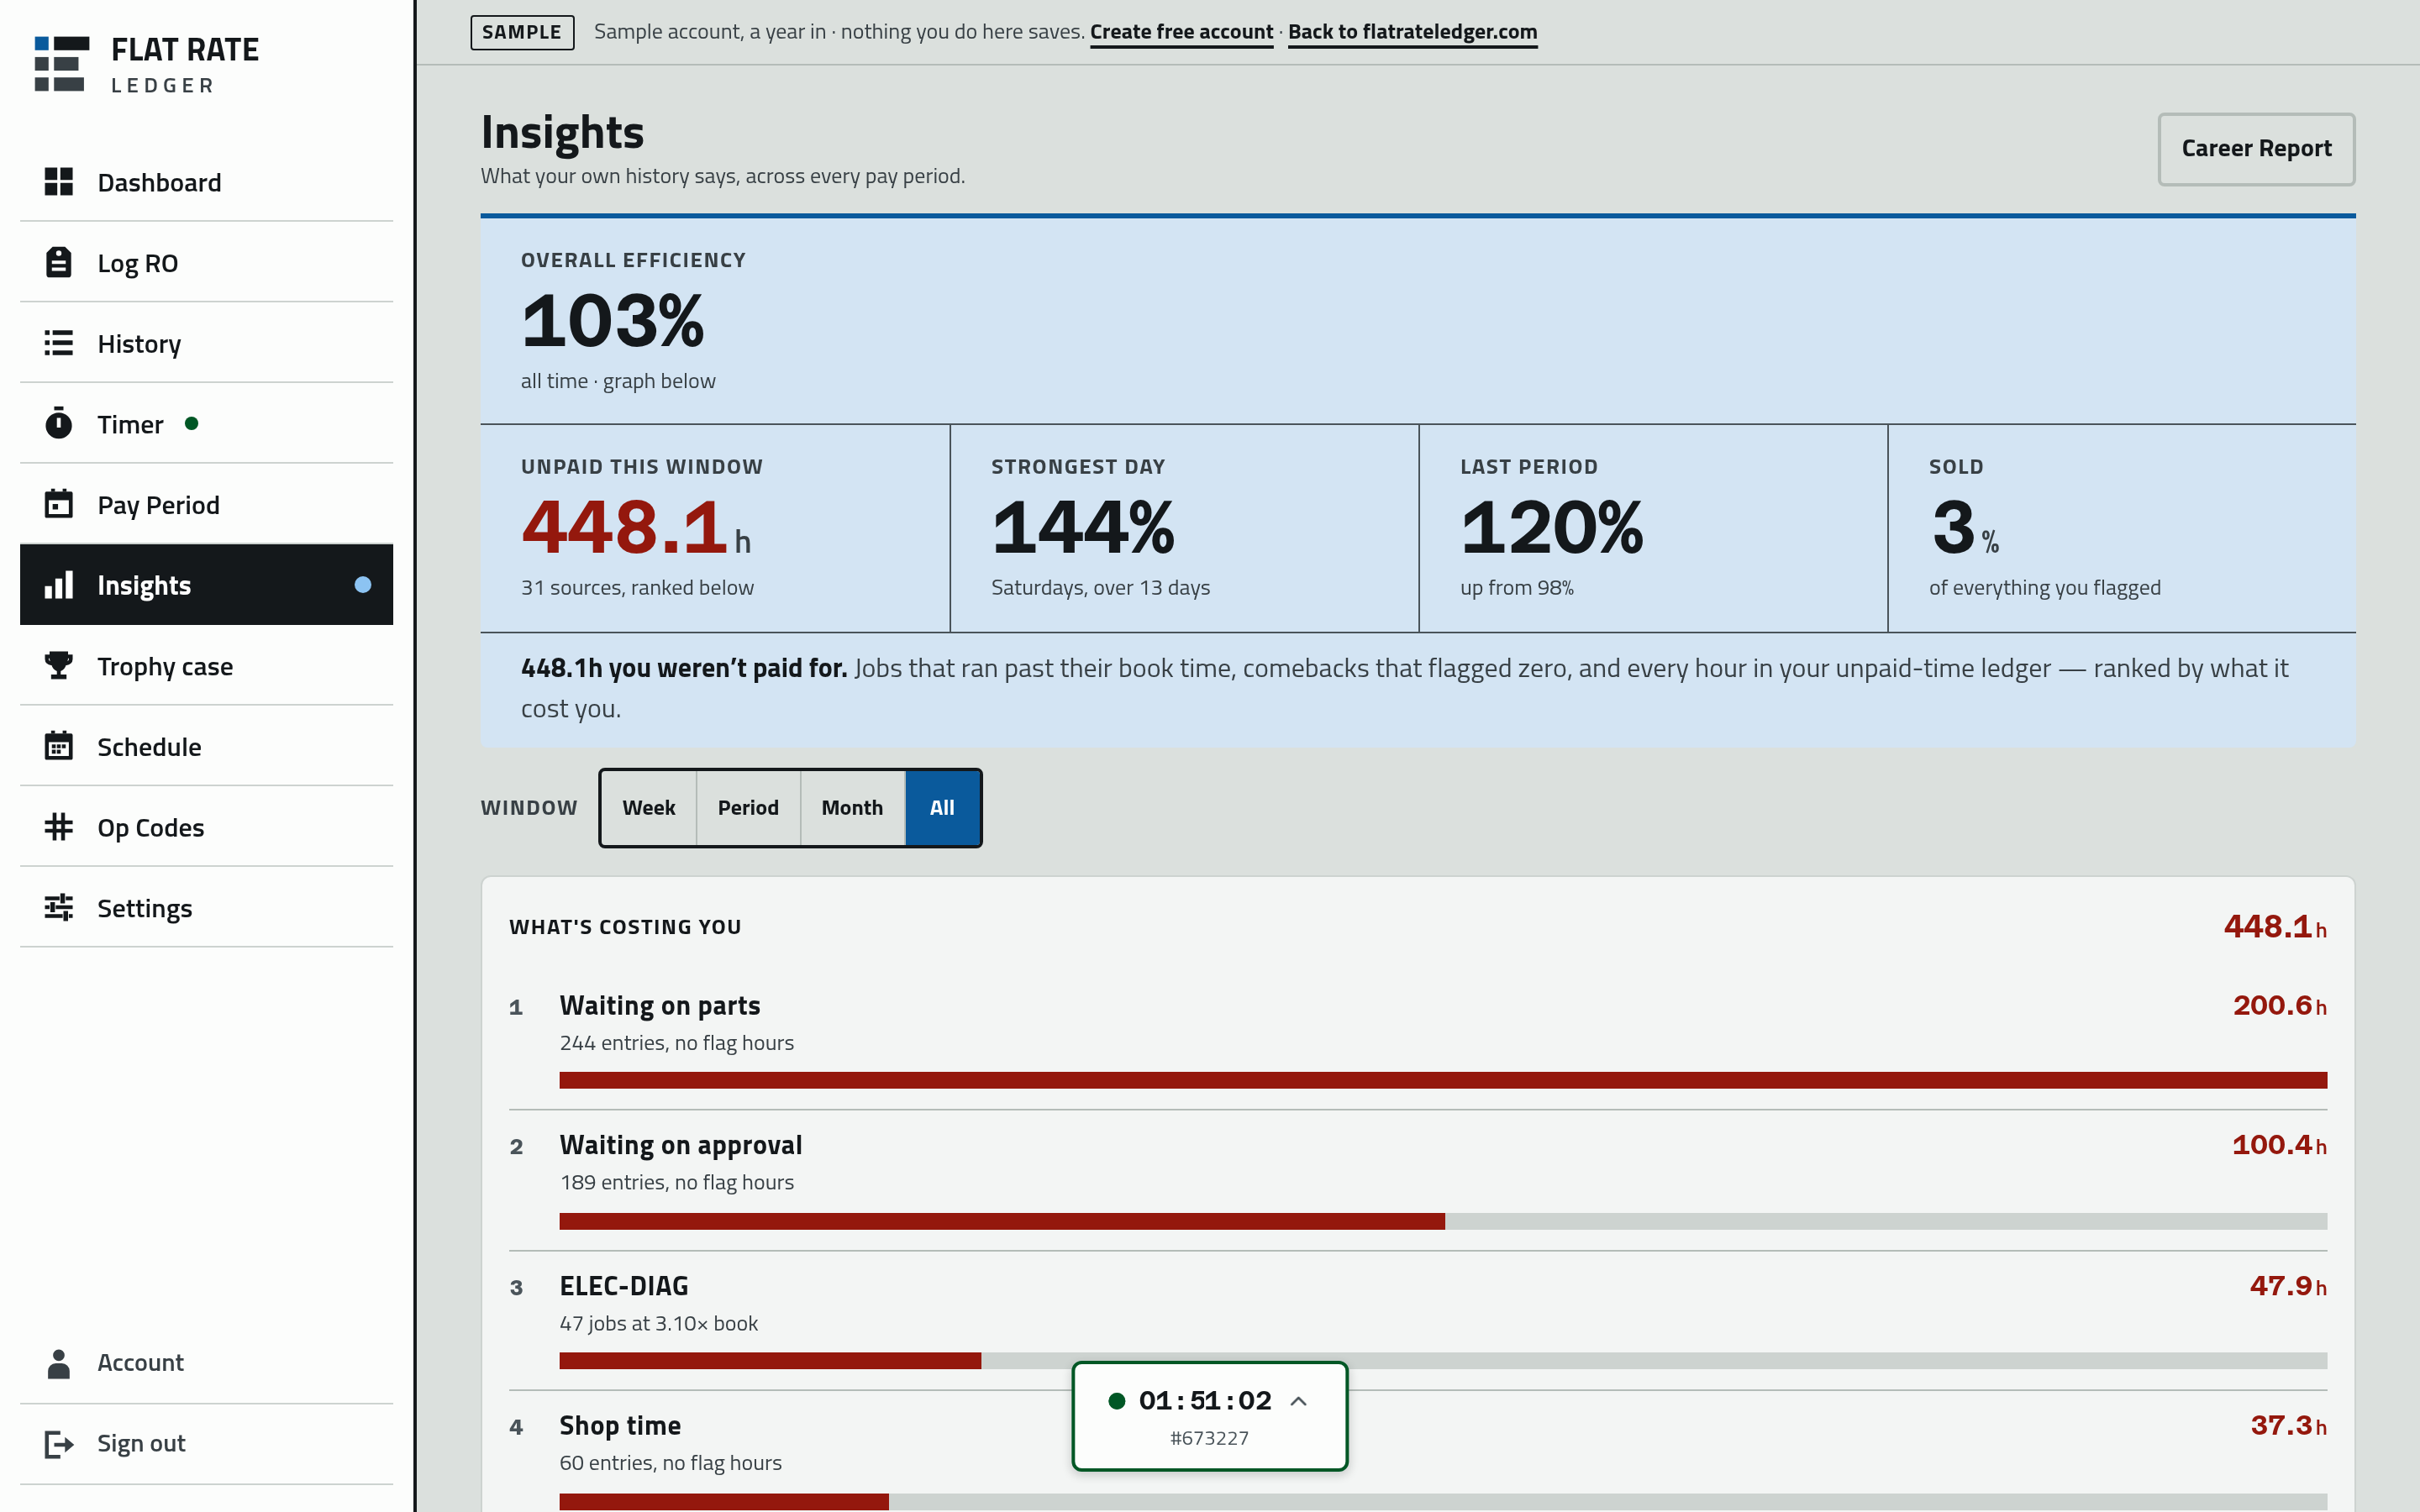 FLAT RATE
LEDGER
Dashboard
Log RO
History
Timer
Pay Period
Insights
Trophy case
Schedule
Op Codes
Settings
Account
Sign out
SAMPLE Sample account, a year in · nothing you do here saves. Create free account · Back to flatrateledger.com
Insights
What your own history says, across every pay period.
Career Report
OVERALL EFFICIENCY
103%
all time · graph below
UNPAID THIS WINDOW
448.1 h
31 sources, ranked below
STRONGEST DAY
144%
Saturdays, over 13 days
LAST PERIOD
120%
up from 98%
SOLD
3 %
of everything you flagged
448.1h you weren’t paid for. Jobs that ran past their book time, comebacks that flagged zero, and every hour in your unpaid-time ledger — ranked by what it
cost you.
WINDOW Week Period Month All
WHAT'S COSTING YOU 448.1 h
1 Waiting on parts 200.6 h
244 entries, no flag hours
2 Waiting on approval 100.4 h
189 entries, no flag hours
3 ELEC-DIAG 47.9 h
47 jobs at 3.10× book
4 Shop time 37.3 h
60 entries, no flag hours
01:51:02
#673227